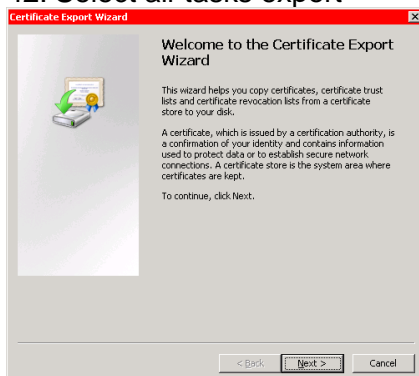 12. Select all tasks export
Certificate Export Wizard
Welcome to the Certificate Export
Wizard
This wizard helps you copy certificates, certificate trust
lists and certificate revocation lists from a certificate
store to your disk.
A certificate, which is issued by a certification authority, is
a confirmation of your identity and contains information
used to protect data or to establish secure network
connections. A certificate store is the system area where
certificates are kept.
To continue, click Next.
< Back Next > Cancel